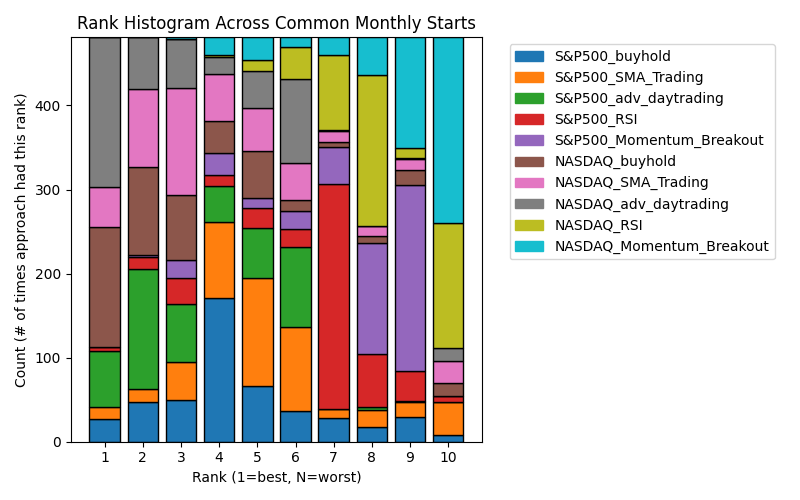 Rank Histogram Across Common Monthly Starts
Count (# of times approach had this rank)
400
300
200
100
0
1 2 3 4 5 6 7 8 9 10
Rank (1=best, N=worst)
S&P500_buyhold
S&P500_SMA_Trading
S&P500_adv_daytrading
S&P500_RSI
S&P500_Momentum_Breakout
NASDAQ_buyhold
NASDAQ_SMA_Trading
NASDAQ_adv_daytrading
NASDAQ_RSI
NASDAQ_Momentum_Breakout